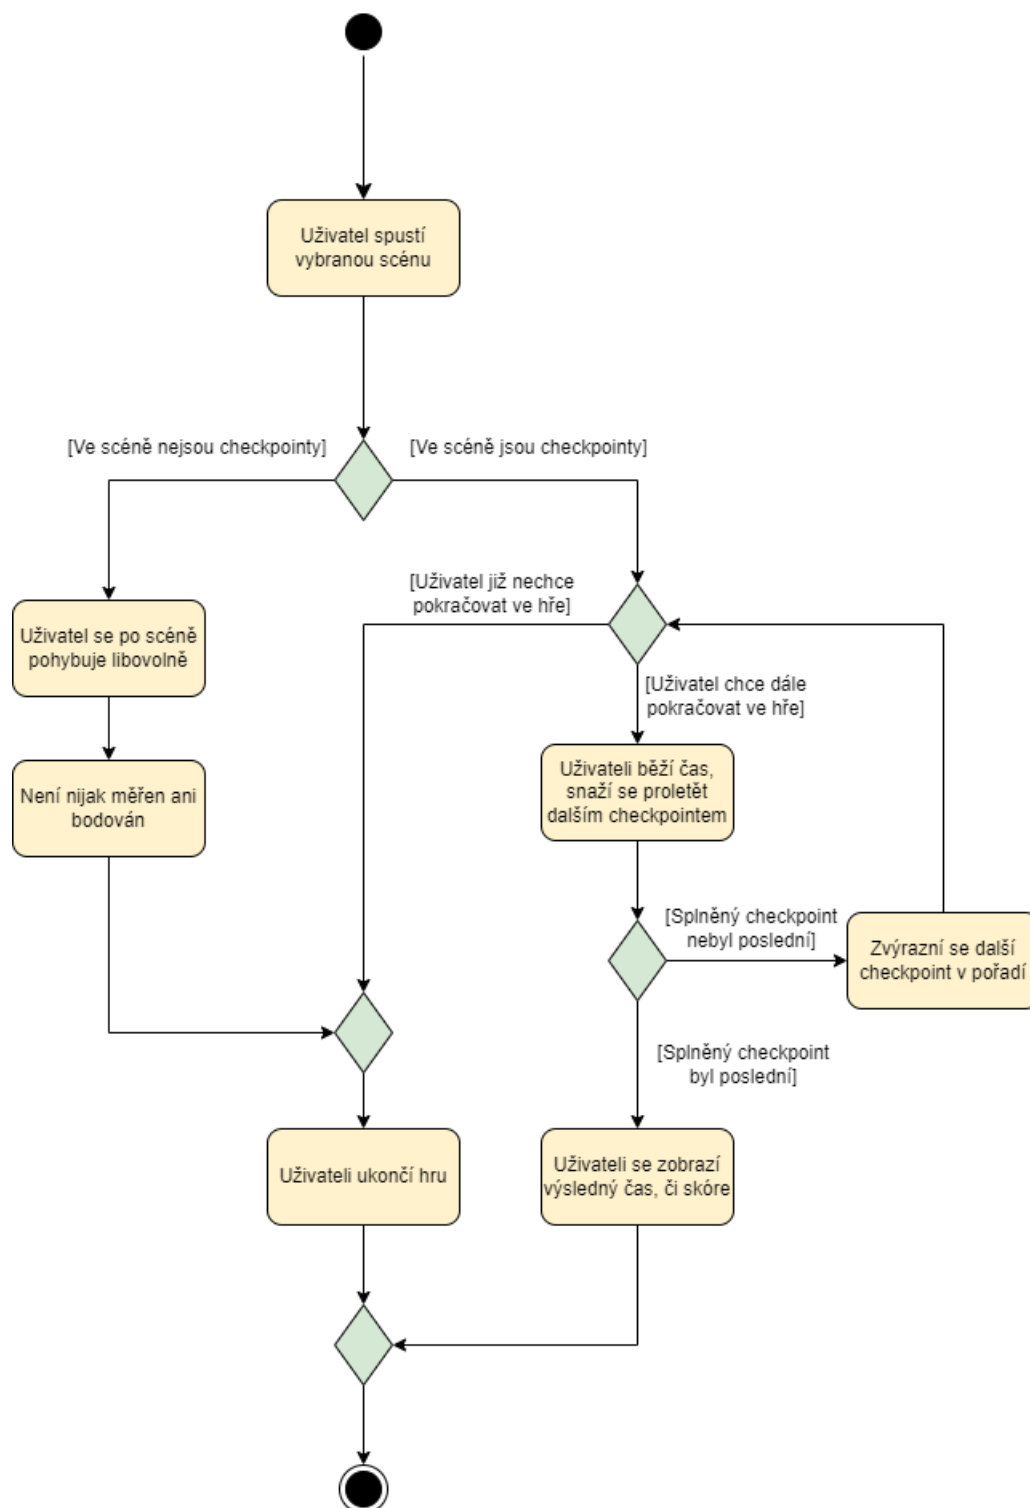 Uživatel spustí
vybranou scénu
[Ve scéně nejsou checkpointy]
[Ve scéně jsou checkpointy]
[Uživatel již nechce
pokračovat ve hře]
Uživatel se po scéně
pohybuje libovolně
[Uživatel chce dále
pokračovat ve hře]
Není nijak měřen ani
bodován
Uživateli běží čas,
snaží se proletět
dalším checkpointem
[Splněný checkpoint
nebyl poslední]
Zvýrazní se další
checkpoint v pořadí
[Splněný checkpoint
byl poslední]
Uživateli ukončí hru
Uživateli se zobrazí
výsledný čas, či skóre